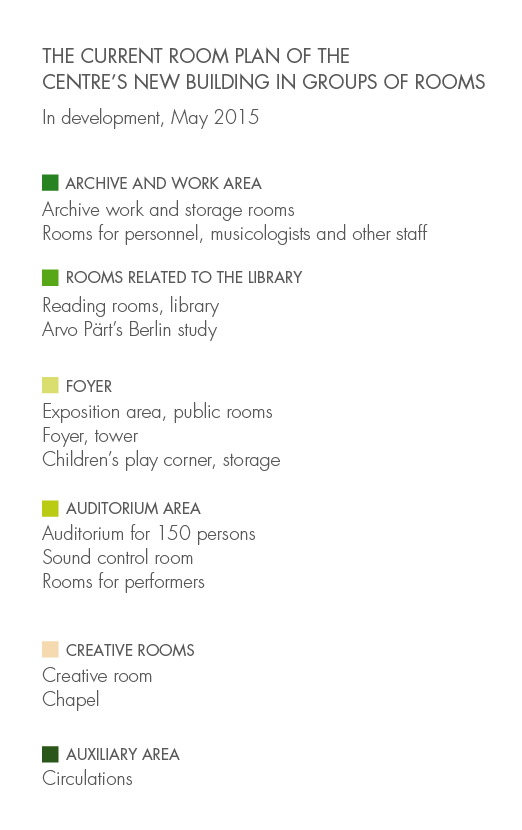 THE CURRENT ROOM PLAN OF THE
CENTRE'S NEW BUILDING IN GROUPS OF ROOMS
In development, May 2015
ARCHIVE AND WORK AREA
Archive work and storage rooms
Rooms for personnel, musicologists and other staff
ROOMS RELATED TO THE LIBRARY
Reading rooms, library
Arvo Pärt's Berlin study
FOYER
Exposition area, public rooms
Foyer, tower
Children's play corner, storage
AUDITORIUM AREA
Auditorium for 150 persons
Sound control room
Rooms for performers
CREATIVE ROOMS
Creative room
Chapel
AUXILIARY AREA
Circulations